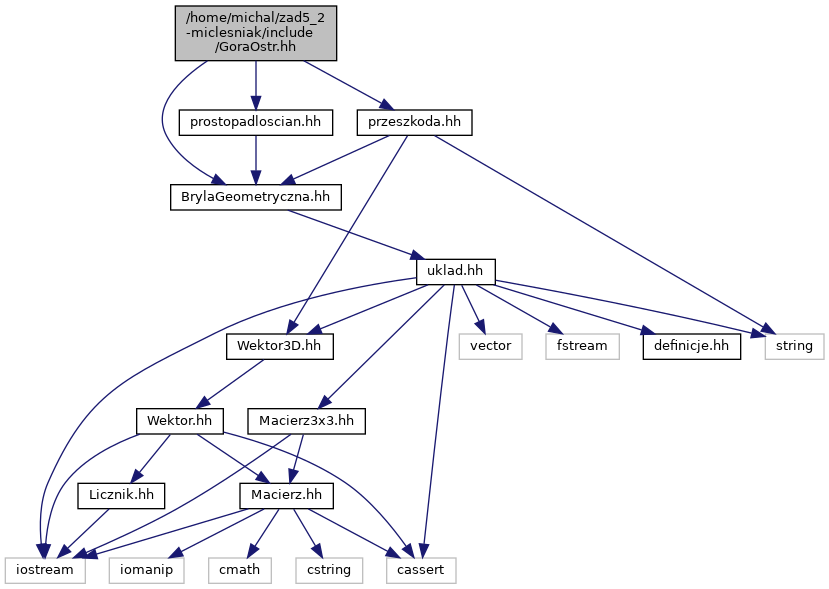 /home/michal/zad5_2
-miclesniak/include
/GoraOstr.hh
prostopadloscian.hh
przeszkoda.hh
BrylaGeometryczna.hh
uklad.hh
Wektor3D.hh
vector
fstream
definicje.hh
string
Wektor.hh
Macierz3x3.hh
Licznik.hh
Macierz.hh
iostream
iomanip
cmath
cstring
cassert